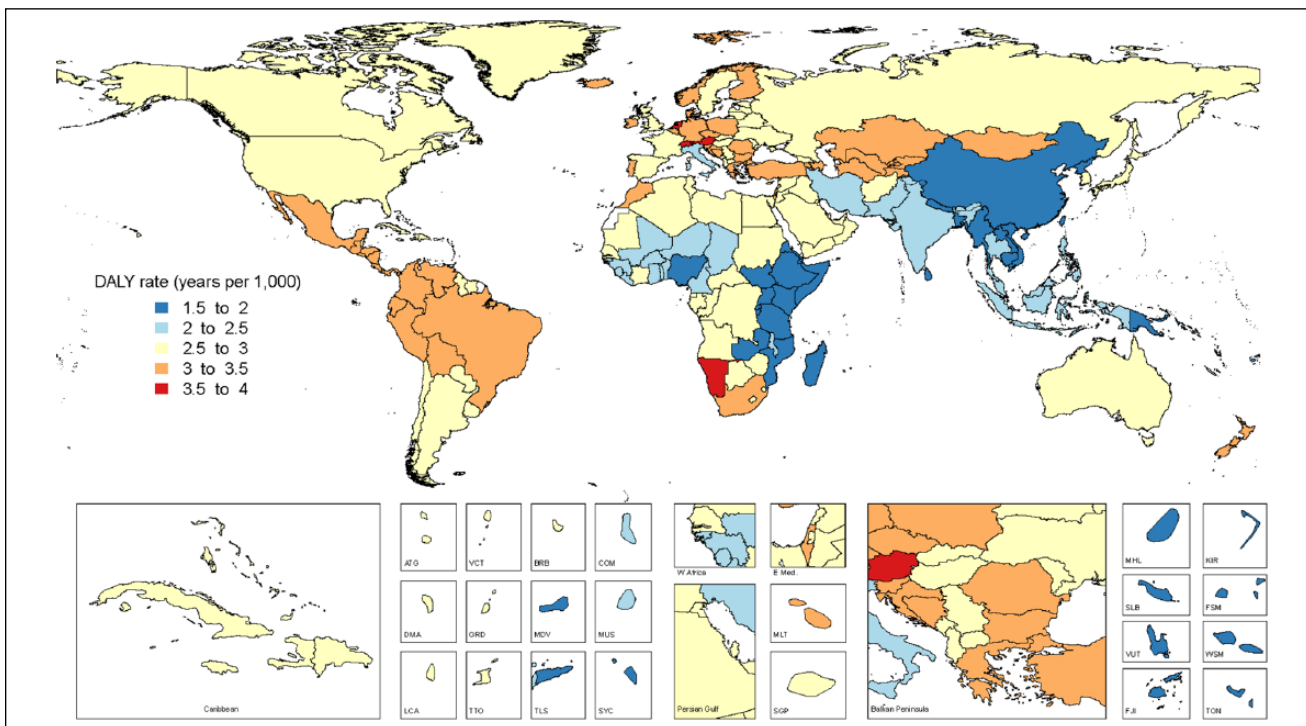 DALY rate (years per 1,000)
1.5 to 2
2 to 2.5
2.5 to 3
3 to 3.5
3.5 to 4
Caribbean
ATG
VCT
BRB
COM
DMA
GRD
MDV
MUS
LCA
TTO
TLS
SYC
W Africa
E Med.
Persian Gulf
MLT
SGP
Balkan Peninsula
MHL
KIR
SLB
FSM
VUT
WSM
FJI
TON